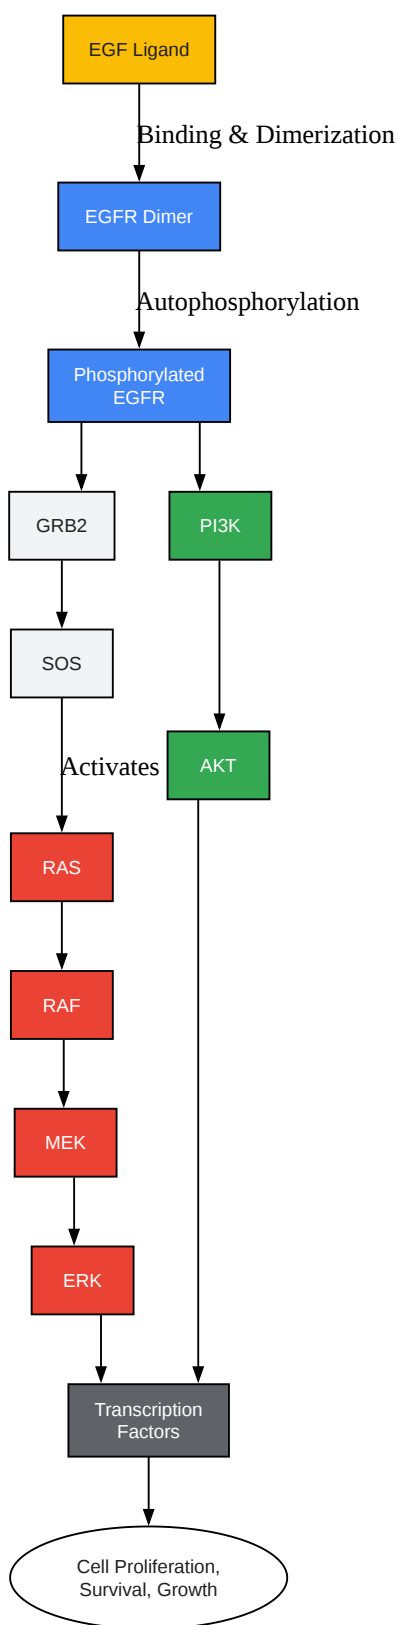 EGF Ligand
Binding & Dimerization
EGFR Dimer
Autophosphorylation
Phosphorylated
EGFR
GRB2
PI3K
SOS
Activates
AKT
RAS
RAF
MEK
ERK
Transcription
Factors
Cell Proliferation,
Survival, Growth